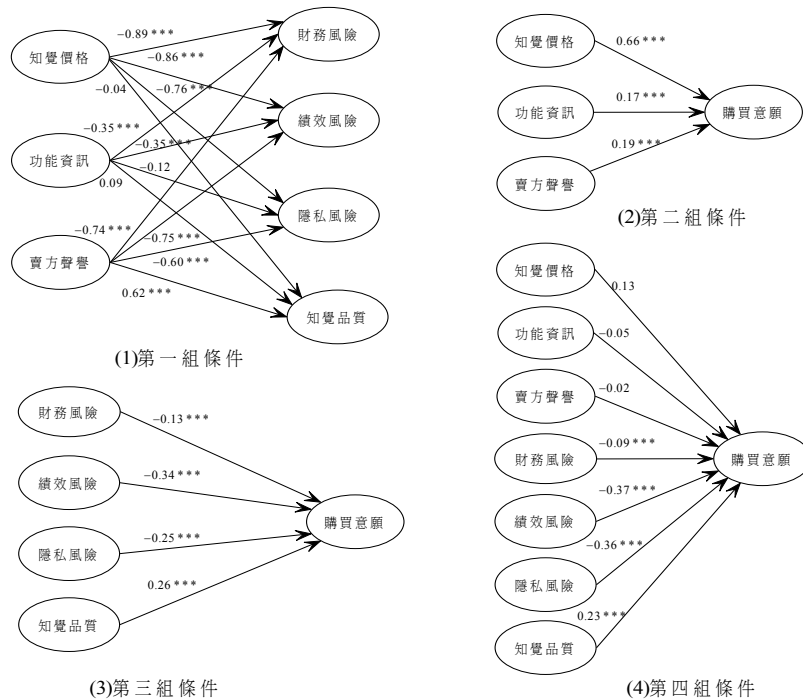 知覺價格
功能資訊
賣方聲譽
財務風險
績效風險
隱私風險
知覺品質
−0.89 ***
−0.86 ***
−0.04
−0.76 ***
−0.35 ***
−0.35 ***
−0.12
0.09
−0.74 ***
−0.75 ***
−0.60 ***
0.62 ***
(1)第一組條件
知覺價格
功能資訊
賣方聲譽
購買意願
0.66 ***
0.17 ***
0.19 ***
(2)第二組條件
財務風險
績效風險
隱私風險
知覺品質
購買意願
−0.13 ***
−0.34 ***
−0.25 ***
0.26 ***
(3)第三組條件
知覺價格
功能資訊
賣方聲譽
財務風險
績效風險
隱私風險
知覺品質
購買意願
0.13
−0.05
−0.02
−0.09 ***
−0.37 ***
−0.36 ***
0.23 ***
(4)第四組條件